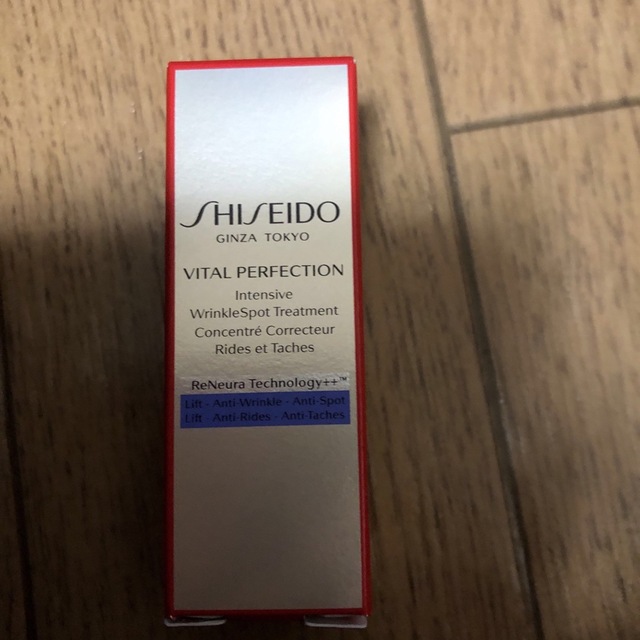 SHISEIDO
GINZA TOKYO
VITAL PERFECTION
Intensive
WrinkleSpot Treatment
Concentré Correcteur
Rides et Taches
ReNeura Technology++™
Lift - Anti-Wrinkle - Anti-Spot
Lift - Anti-Rides - Anti-Taches